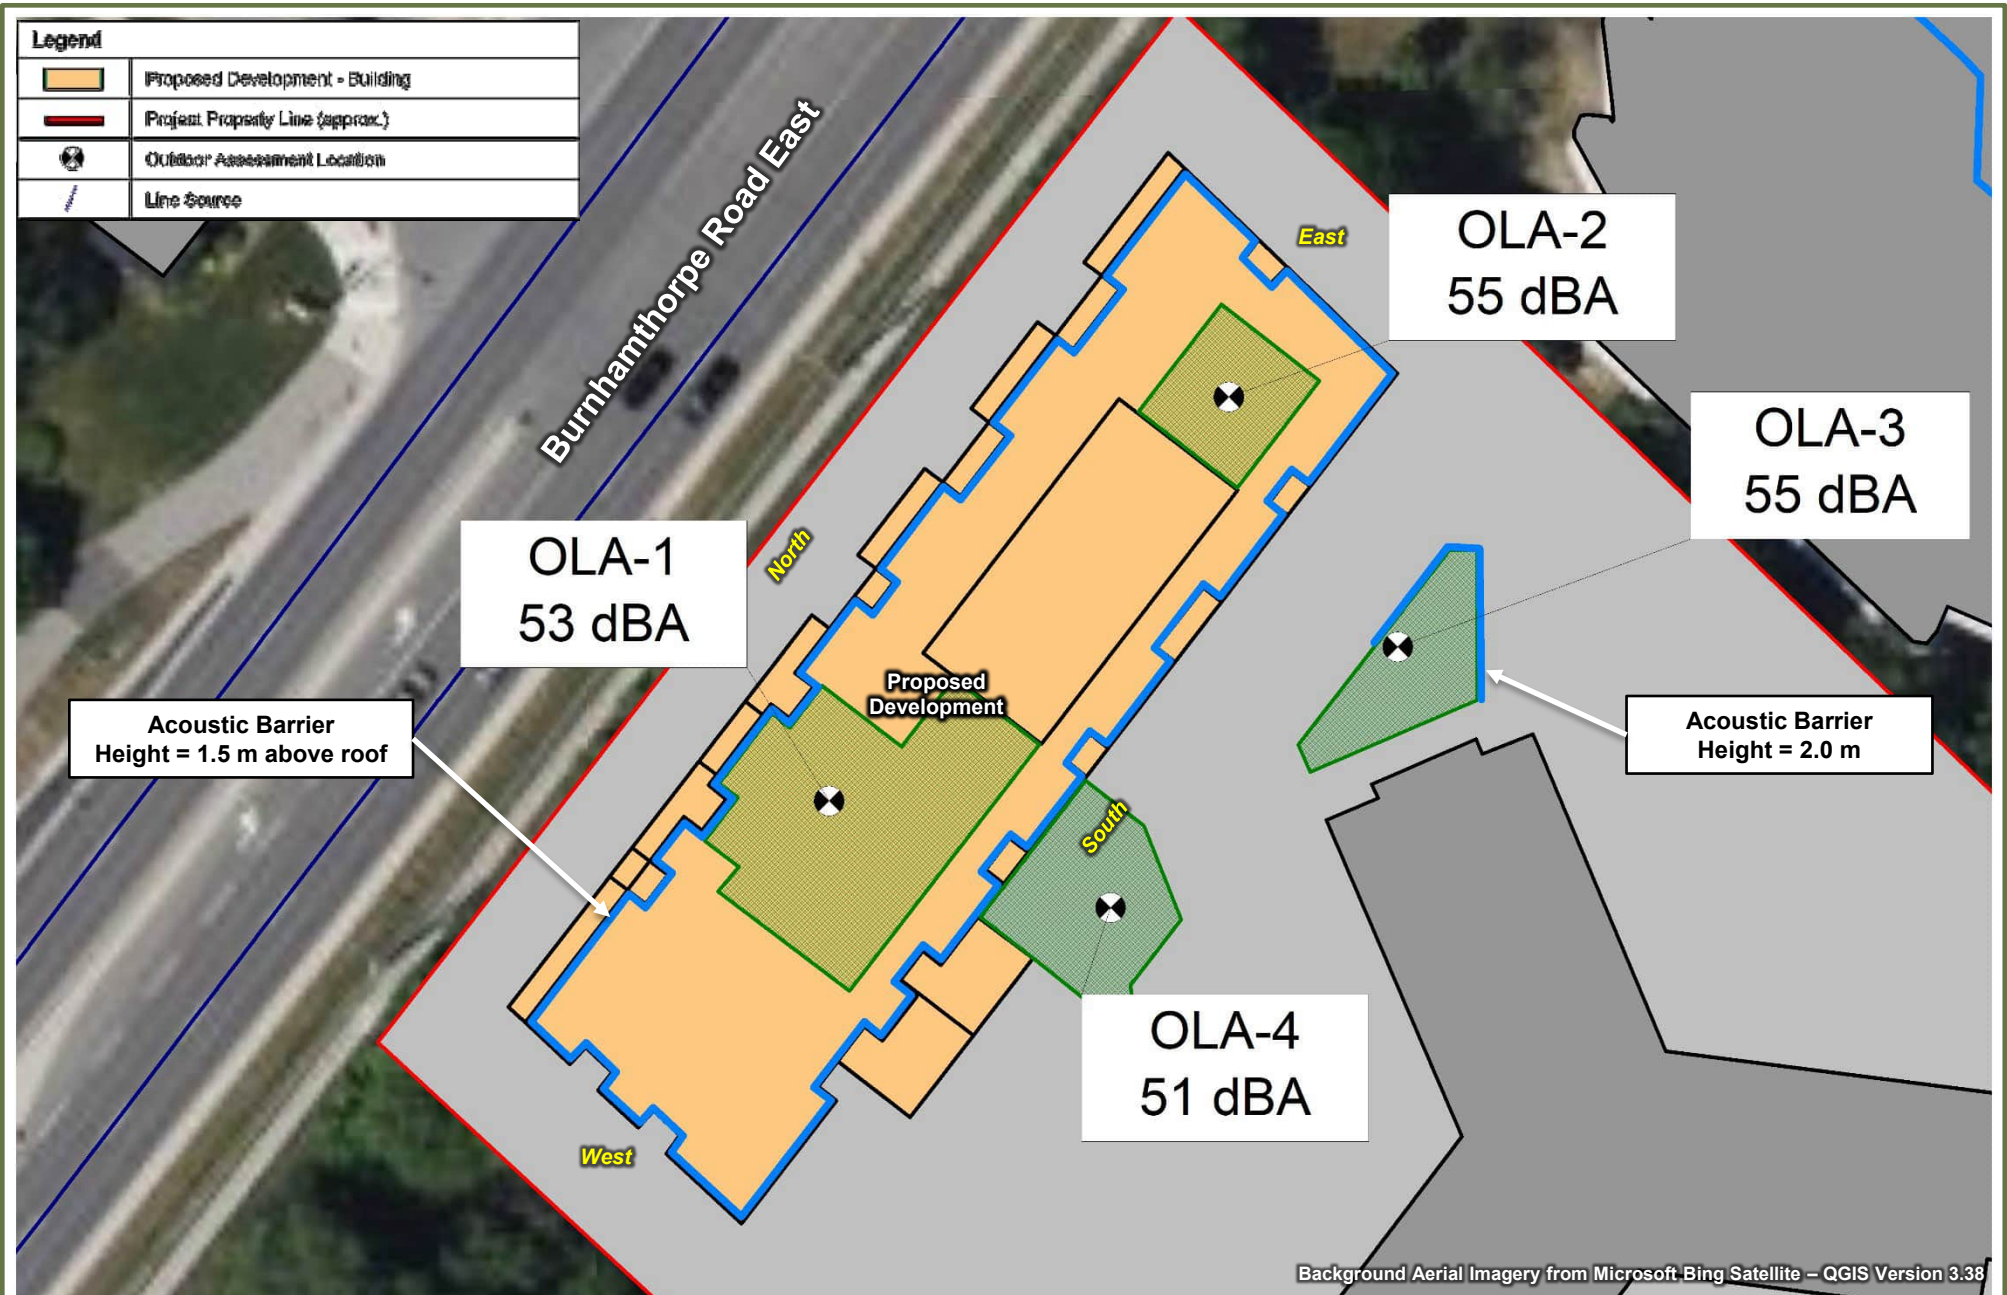 Legend
Proposed Development - Building
Project Property Line (approx.)
Outdoor Assessment Location
Line Source
Burnhamthorpe Road East
East
OLA-2
55 dBA
OLA-3
55 dBA
OLA-1
53 dBA
North
Proposed
Development
Acoustic Barrier
Height = 1.5 m above roof
Acoustic Barrier
Height = 2.0 m
South
OLA-4
51 dBA
West
Background Aerial Imagery from Microsoft Bing Satellite – QGIS Version 3.38